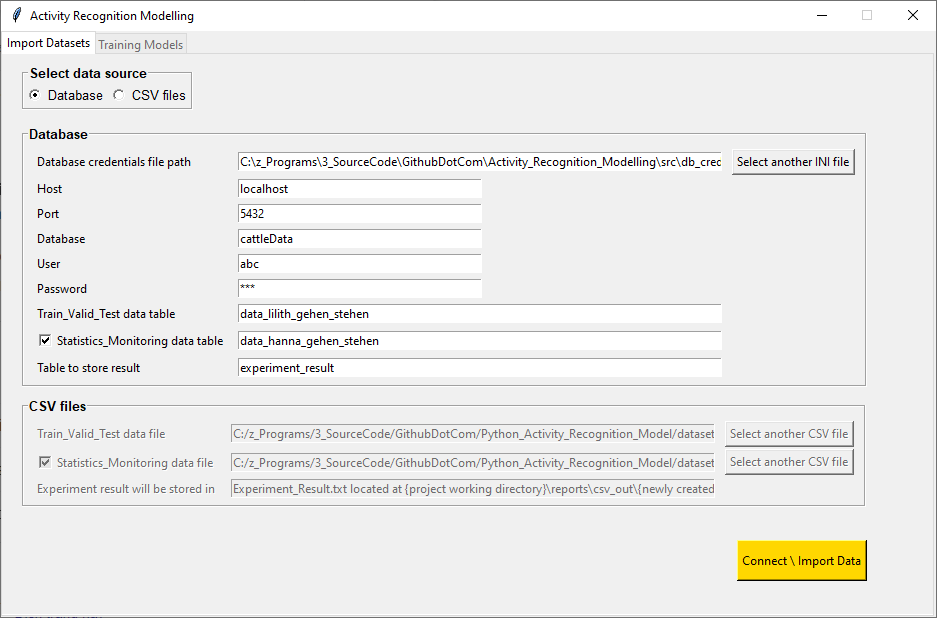 Activity Recognition Modelling
Import Datasets Training Models
Select data source
Database CSV files
Database
Database credentials file path C:\z_Programs\3_SourceCode\GithubDotCom\Activity_Recognition_Modelling\src\db_cred Select another INI file
Host localhost
Port 5432
Database cattleData
User abc
Password ***
Train_Valid_Test data table data_lilith_gehen_stehen
Statistics_Monitoring data table data_hanna_gehen_stehen
Table to store result experiment_result
CSV files
Train_Valid_Test data file C:/z_Programs/3_SourceCode/GithubDotCom/Python_Activity_Recognition_Model/dataset Select another CSV file
Statistics_Monitoring data file C:/z_Programs/3_SourceCode/GithubDotCom/Python_Activity_Recognition_Model/dataset Select another CSV file
Experiment result will be stored in Experiment_Result.txt located at {project working directory}\reports\csv_out\{newly created
Connect \ Import Data